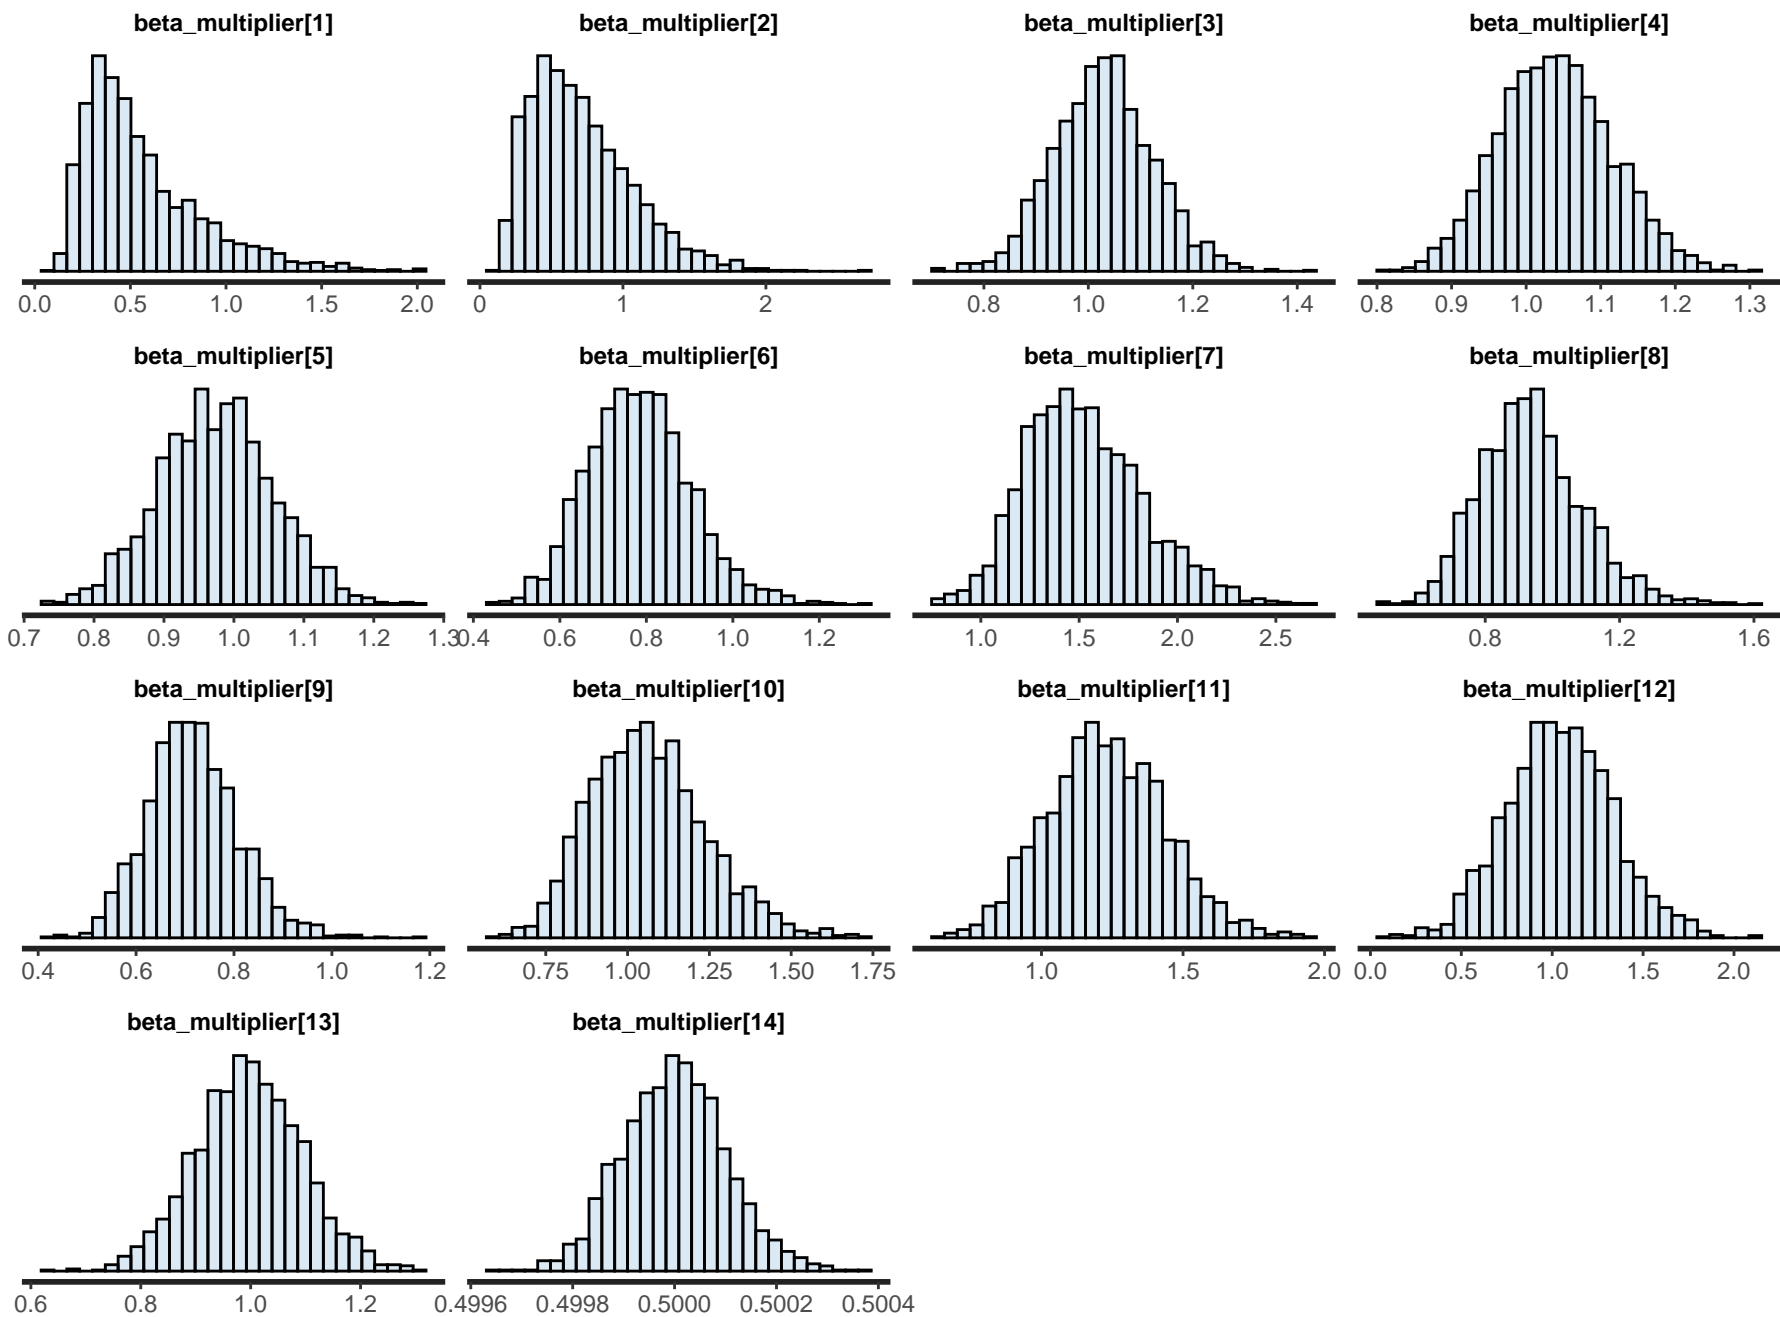 beta_multiplier[1] beta_multiplier[2] beta_multiplier[3] beta_multiplier[4]
0.0 0.5 1.0 1.5 2.0 0 1 2 0.8 1.0 1.2 1.4 0.8 0.9 1.0 1.1 1.2 1.3
beta_multiplier[5] beta_multiplier[6] beta_multiplier[7] beta_multiplier[8]
0.7 0.8 0.9 1.0 1.1 1.2 1.3 0.4 0.6 0.8 1.0 1.2 1.0 1.5 2.0 2.5 0.8 1.2 1.6
beta_multiplier[9] beta_multiplier[10] beta_multiplier[11] beta_multiplier[12]
0.4 0.6 0.8 1.0 1.2 0.75 1.00 1.25 1.50 1.75 1.0 1.5 2.0 0.0 0.5 1.0 1.5 2.0
beta_multiplier[13] beta_multiplier[14]
0.6 0.8 1.0 1.2 0.4996 0.4998 0.5000 0.5002 0.5004